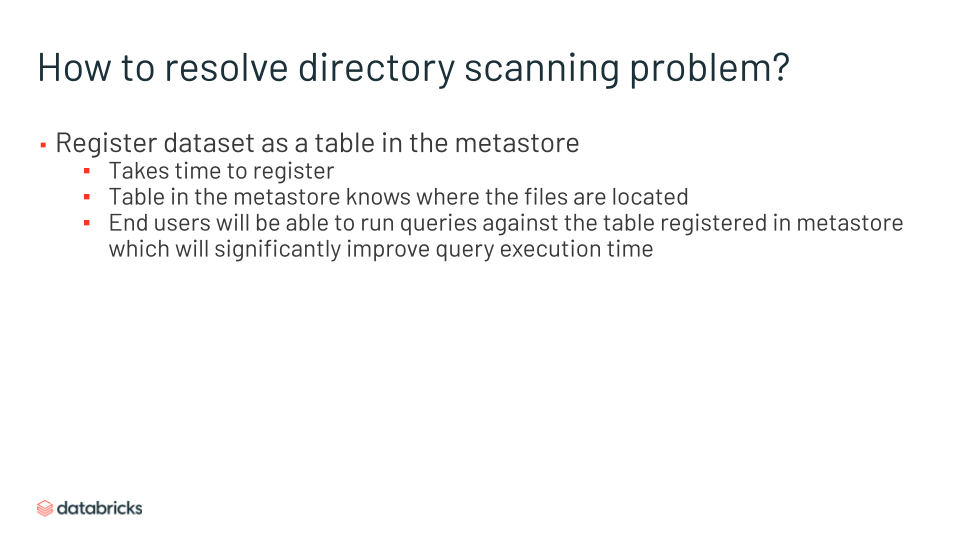 How to resolve directory scanning problem?
Register dataset as a table in the metastore
Takes time to register
Table in the metastore knows where the files are located
End users will be able to run queries against the table registered in metastore
which will significantly improve query execution time
databricks